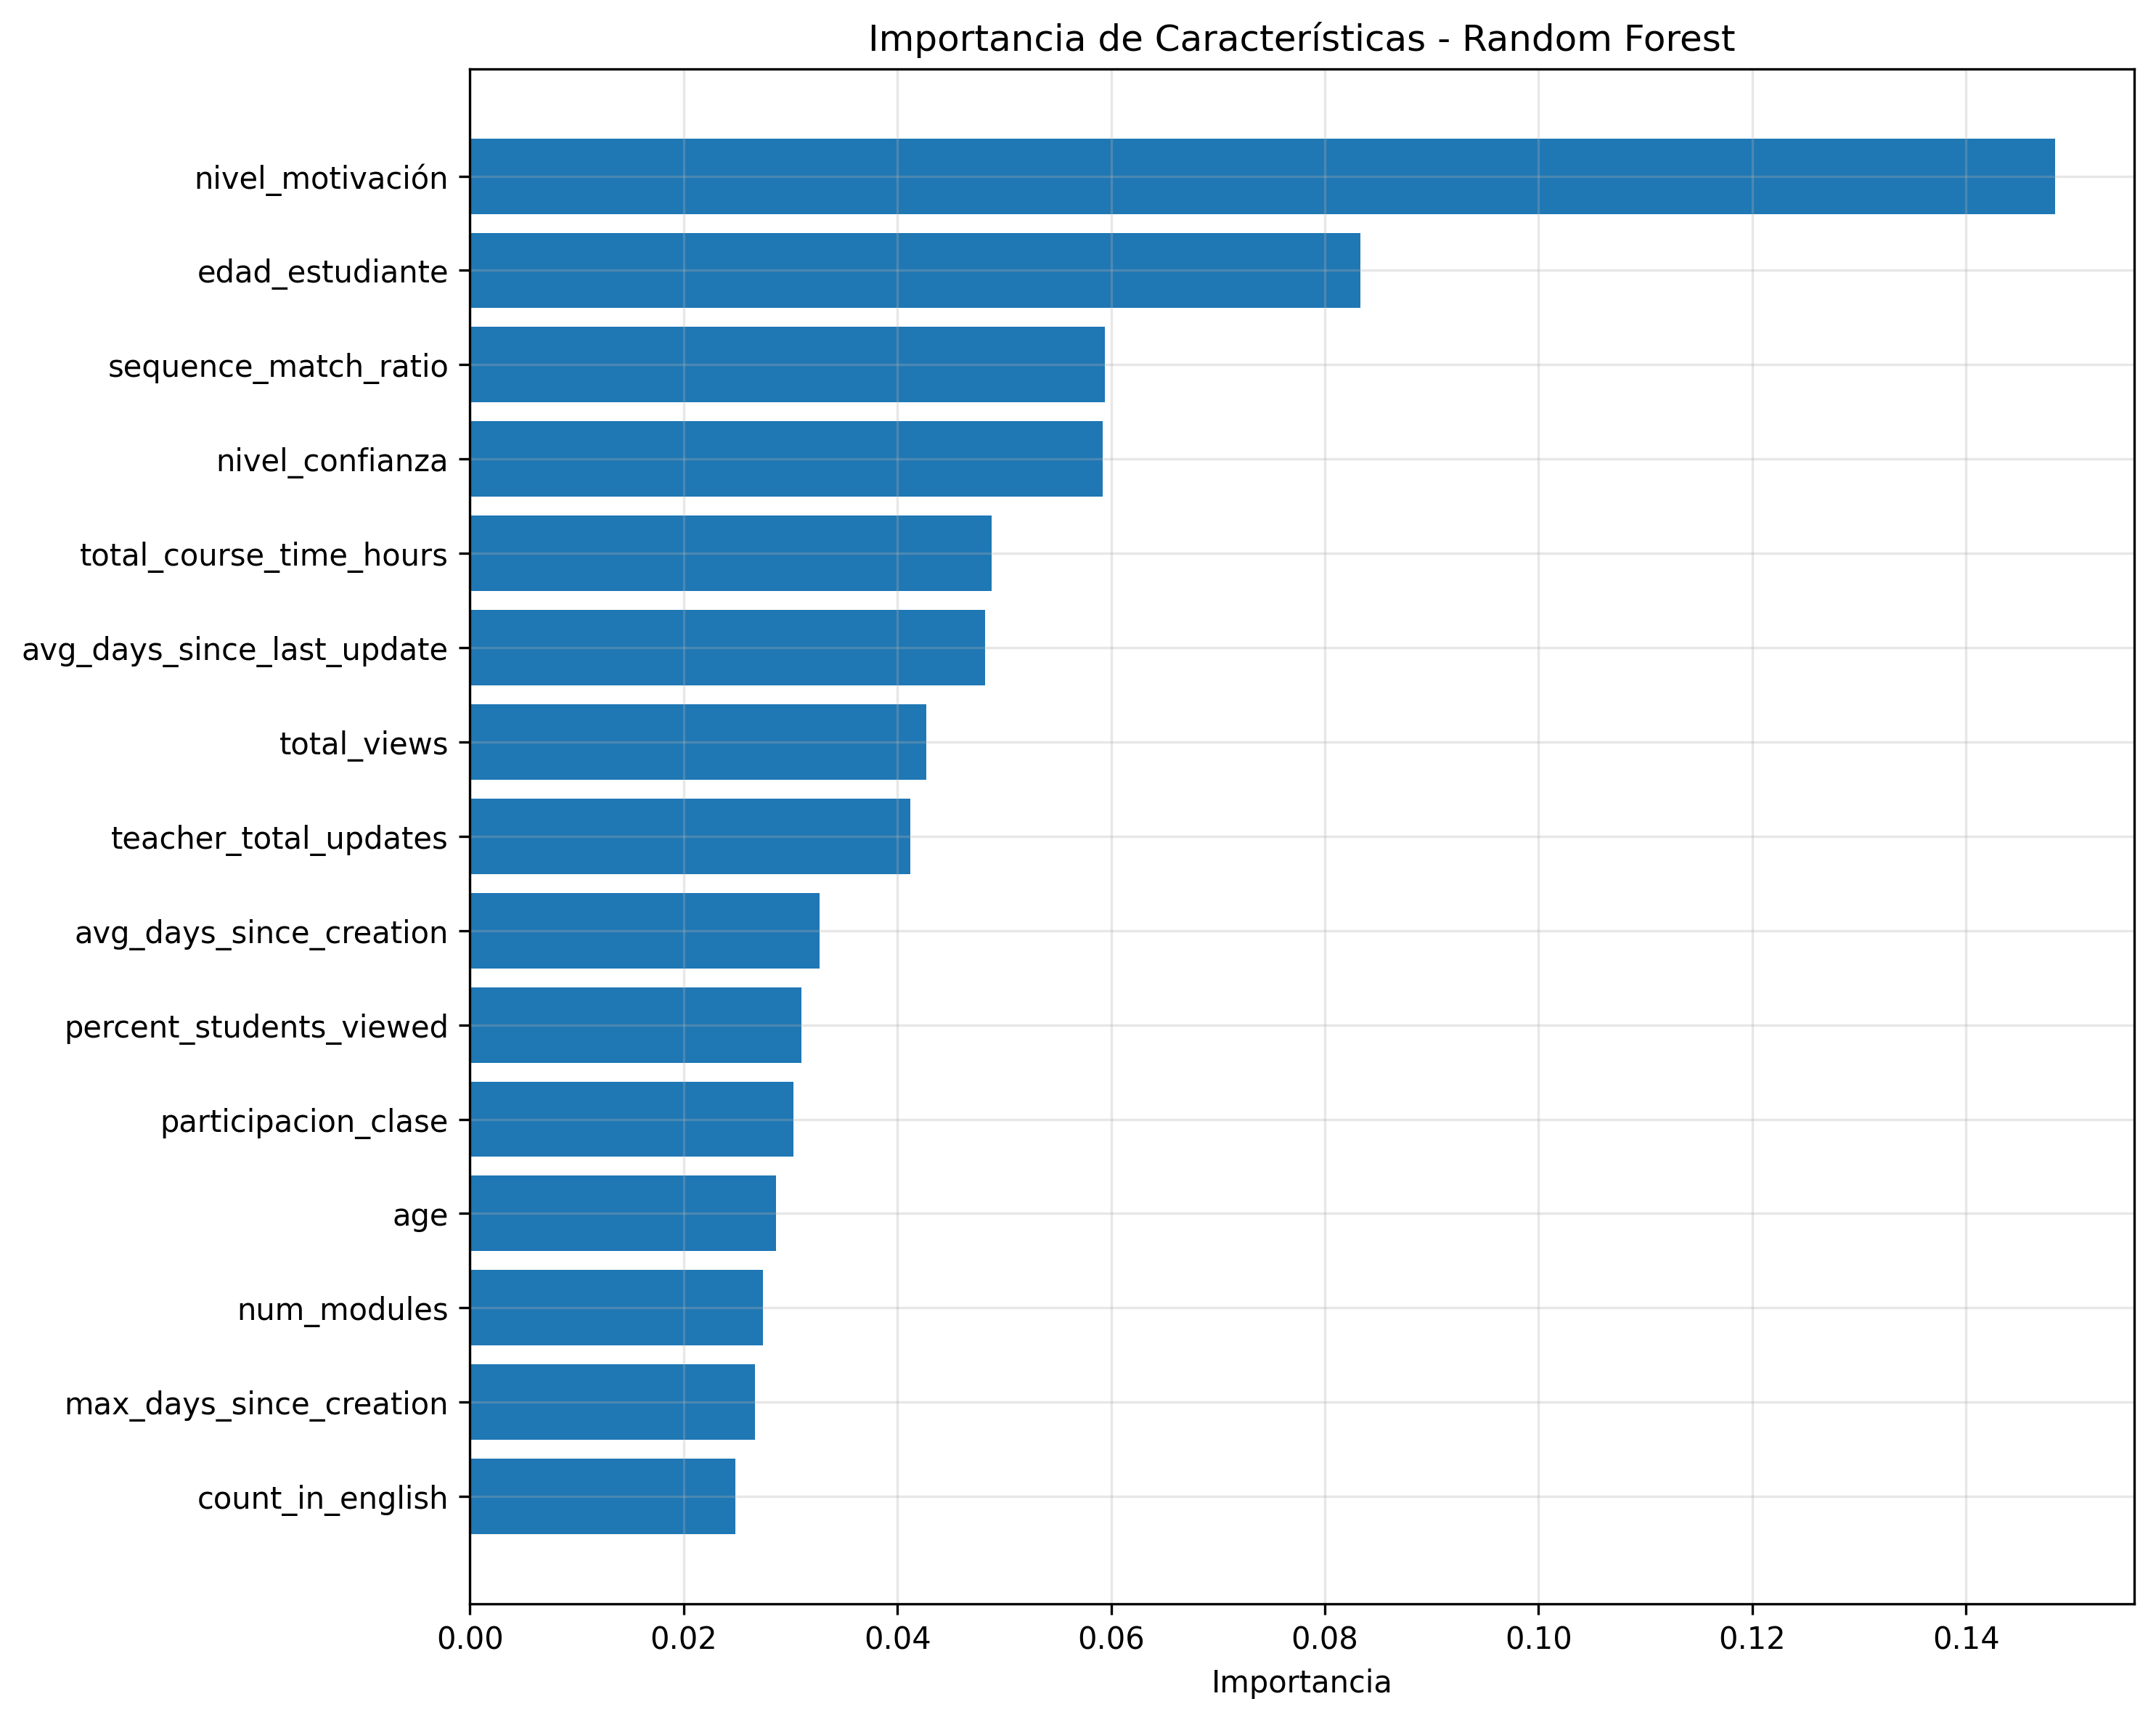 Importancia de Características - Random Forest
nivel_motivación
edad_estudiante
sequence_match_ratio
nivel_confianza
total_course_time_hours
avg_days_since_last_update
total_views
teacher_total_updates
avg_days_since_creation
percent_students_viewed
participacion_clase
age
num_modules
max_days_since_creation
count_in_english
0.00 0.02 0.04 0.06 0.08 0.10 0.12 0.14
Importancia